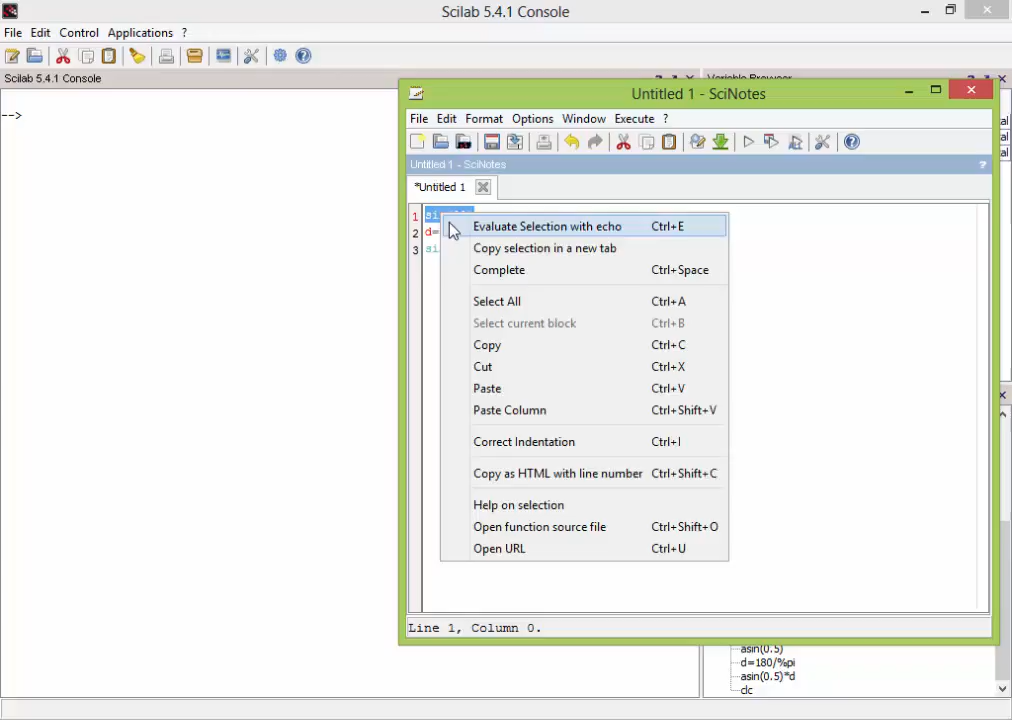 Scilab 5.4.1 Console
File Edit Control Applications ?
Scilab 5.4.1 Console
-->
Untitled 1 - SciNotes
File Edit Format Options Window Execute ?
Untitled 1 - SciNotes
*Untitled 1
1
2 d=
3
Evaluate Selection with echo Ctrl+E
Copy selection in a new tab
Complete Ctrl+Space
Select All Ctrl+A
Select current block Ctrl+B
Copy Ctrl+C
Cut Ctrl+X
Paste Ctrl+V
Paste Column Ctrl+Shift+V
Correct Indentation Ctrl+I
Copy as HTML with line number Ctrl+Shift+C
Help on selection
Open function source file Ctrl+Shift+O
Open URL Ctrl+U
Line 1, Column 0.
asin(0.5)
d=180/%pi
asin(0.5)*d
clc